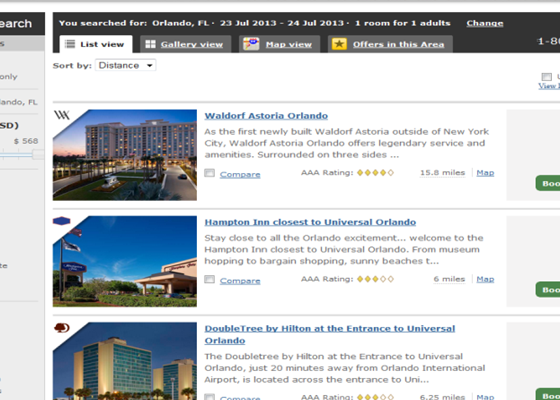 earch
s
You searched for: Orlando, FL · 23 Jul 2013 - 24 Jul 2013 · 1 room for 1 adults Change
1-80
List view Gallery view Map view Offers in this Area
only
Sort by: Distance
lando, FL
View
SD)
$ 568
Waldorf Astoria Orlando
As the first newly built Waldorf Astoria outside of New York
City, Waldorf Astoria Orlando offers legendary service and
amenities. Surrounded on three sides ...
Compare AAA Rating: 15.8 miles Map
Boo
Hampton Inn closest to Universal Orlando
Stay close to all the Orlando excitement... welcome to the
Hampton Inn closest to Universal Orlando. From museum
hopping to bargain shopping, sunny beaches t...
te
Compare AAA Rating: 6 miles Map
Boo
DoubleTree by Hilton at the Entrance to Universal
Orlando
The Doubletree by Hilton at the Entrance to Universal
Orlando, just 20 minutes away from Orlando International
Airport, is located across the entrance to Uni...
Compare AAA Rating: 6.25 miles Map
Boo